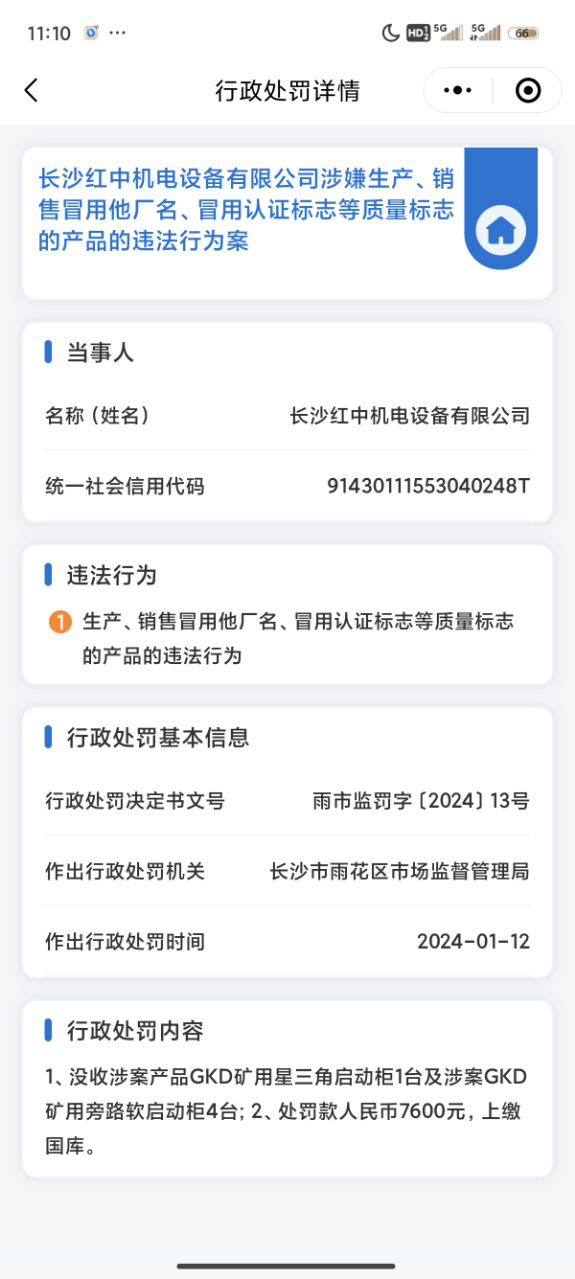 11:10 ··· HD 1 2 5G 5G 66
行政处罚详情
长沙红中机电设备有限公司涉嫌生产、销
售冒用他厂名、冒用认证标志等质量标志
的产品的违法行为案
当事人
名称（姓名） 长沙红中机电设备有限公司
统一社会信用代码 91430111553040248T
违法行为
1 生产、销售冒用他厂名、冒用认证标志等质量标志
的产品的违法行为
行政处罚基本信息
行政处罚决定书文号 雨市监罚字〔2024〕13号
作出行政处罚机关 长沙市雨花区市场监督管理局
作出行政处罚时间 2024-01-12
行政处罚内容
1、没收涉案产品GKD矿用星三角启动柜1台及涉案GKD
矿用旁路软启动柜4台; 2、处罚款人民币7600元，上缴
国库。